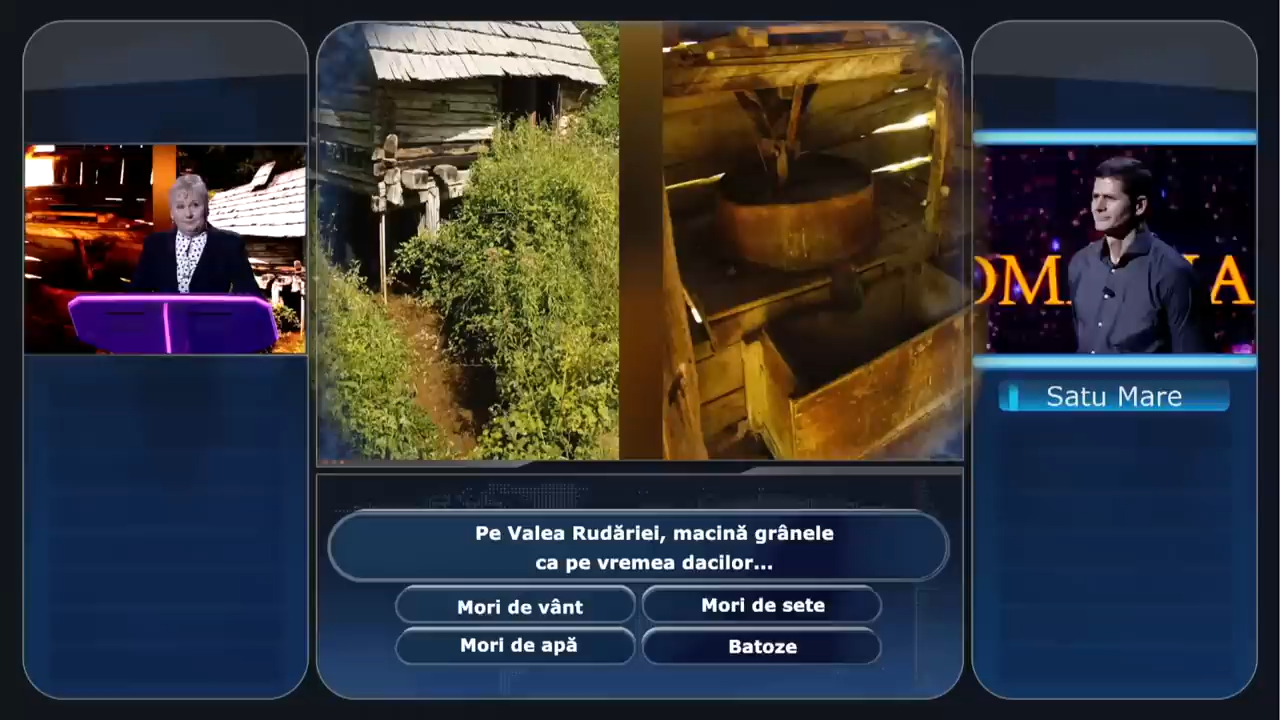 Satu Mare
Pe Valea Rudăriei, macină grânele
ca pe vremea dacilor...
Mori de vânt
Mori de sete
Mori de apă
Batoze